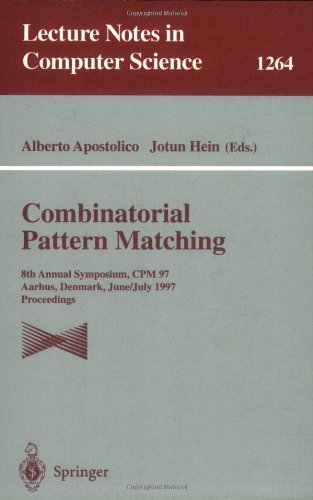 Lecture Notes in
Computer Science 1264
Alberto Apostolico Jotun Hein (Eds.)
Combinatorial
Pattern Matching
8th Annual Symposium, CPM 97
Aarhus, Denmark, June/July 1997
Proceedings
Springer